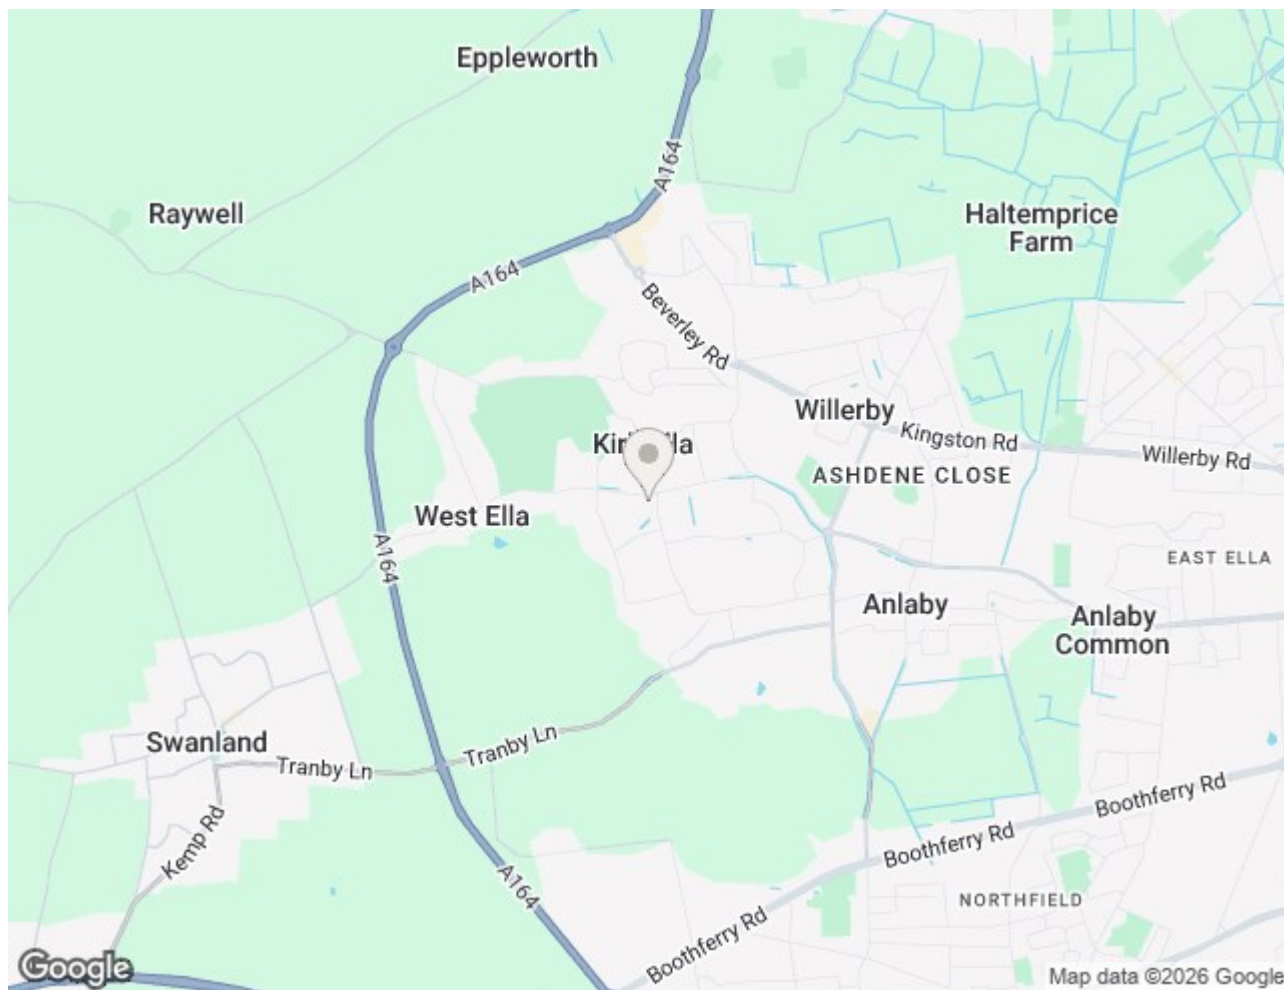 Eppleworth
A164
Raywell
Haltemprice
Farm
A164
Beverley Rd
Willerby
Kingston Rd
Willerby Rd
ASHDENE CLOSE
West Ella
A164
EAST ELLA
Anlaby
Anlaby
Common
Swanland
Tranby Ln
Tranby Ln
Kemp Rd
Boothferry Rd
Boothferry Rd
A164
NORTHFIELD
Boothferry Rd
Google
Map data ©2026 Google